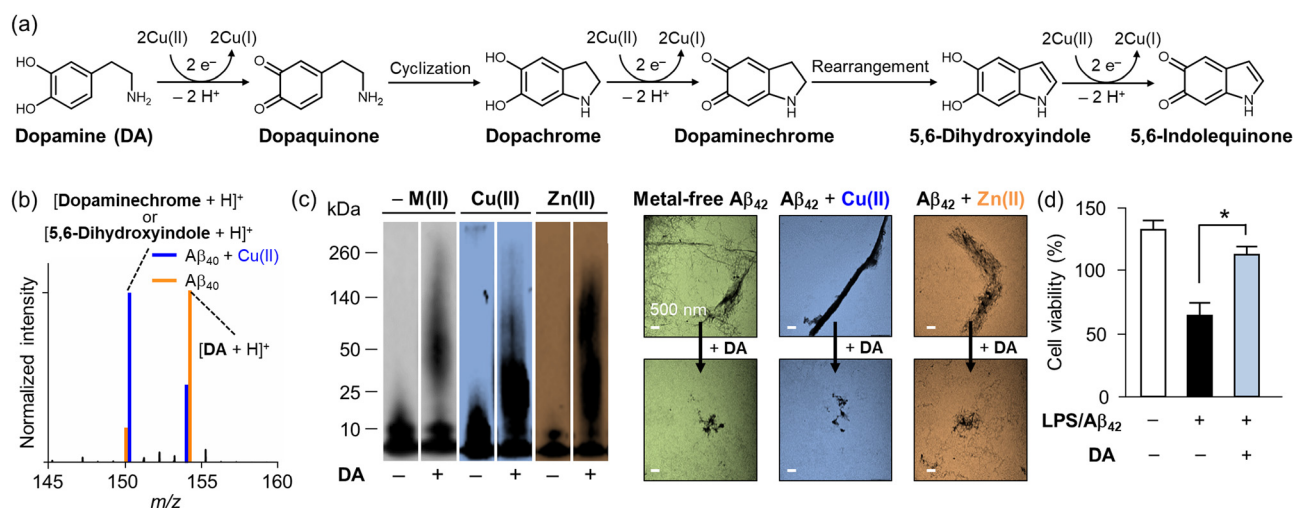 (a)
2Cu(II) 2Cu(I) 2Cu(II) 2Cu(I) 2Cu(II) 2Cu(I)
HO O HO O HO O
2 e⁻ Cyclization 2 e⁻ Rearrangement 2 e⁻
HO NH₂ – 2 H⁺ O NH₂ HO N H – 2 H⁺ O N H HO N H – 2 H⁺ O N H
Dopamine (DA) Dopaquinone Dopachrome Dopaminechrome 5,6-Dihydroxyindole 5,6-Indolequinone
(b)
[Dopaminechrome + H]⁺
or
[5,6-Dihydroxyindole + H]⁺
Aβ₄₀ + Cu(II)
Aβ₄₀
[DA + H]⁺
Normalized intensity
145 150 155 160
m/z
(c)
kDa
– M(II) Cu(II) Zn(II)
260
140
50
25
10
DA – + – + – +
Metal-free Aβ₄₂ Aβ₄₂ + Cu(II) Aβ₄₂ + Zn(II)
500 nm
+ DA + DA + DA
(d)
Cell viability (%)
150
100
50
0
*
LPS/Aβ₄₂ – + +
DA – – +